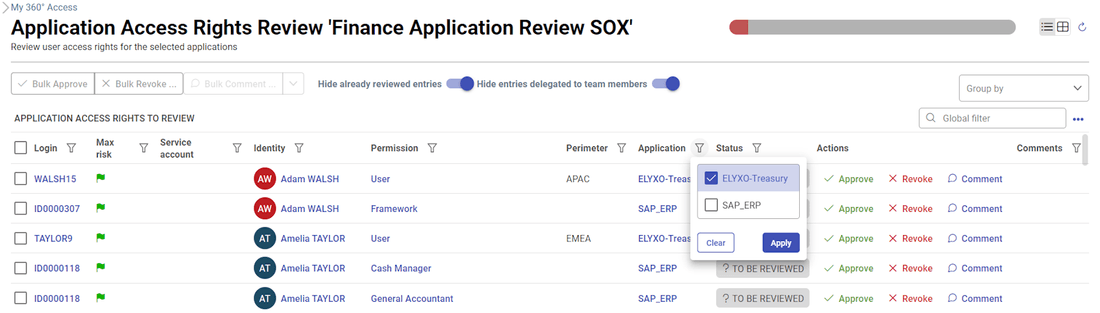 My 360° Access
Application Access Rights Review 'Finance Application Review SOX'
Review user access rights for the selected applications
Bulk Approve Bulk Revoke ... Bulk Comment ... Hide already reviewed entries Hide entries delegated to team members Group by
APPLICATION ACCESS RIGHTS TO REVIEW Global filter
Login Max risk Service account Identity Permission Perimeter Application Status Actions Comments
WALSH15 AW Adam WALSH User APAC ELYXO-Treas Approve Revoke Comment
ID0000307 AW Adam WALSH Framework SAP_ERP Approve Revoke Comment
TAYLOR9 AT Amelia TAYLOR User EMEA ELYXO-Treas Approve Revoke Comment
ID0000118 AT Amelia TAYLOR Cash Manager SAP_ERP ? TO BE REVIEWED Approve Revoke Comment
ID0000118 AT Amelia TAYLOR General Accountant SAP_ERP ? TO BE REVIEWED Approve Revoke Comment
ELYXO-Treasury
SAP_ERP
Clear Apply